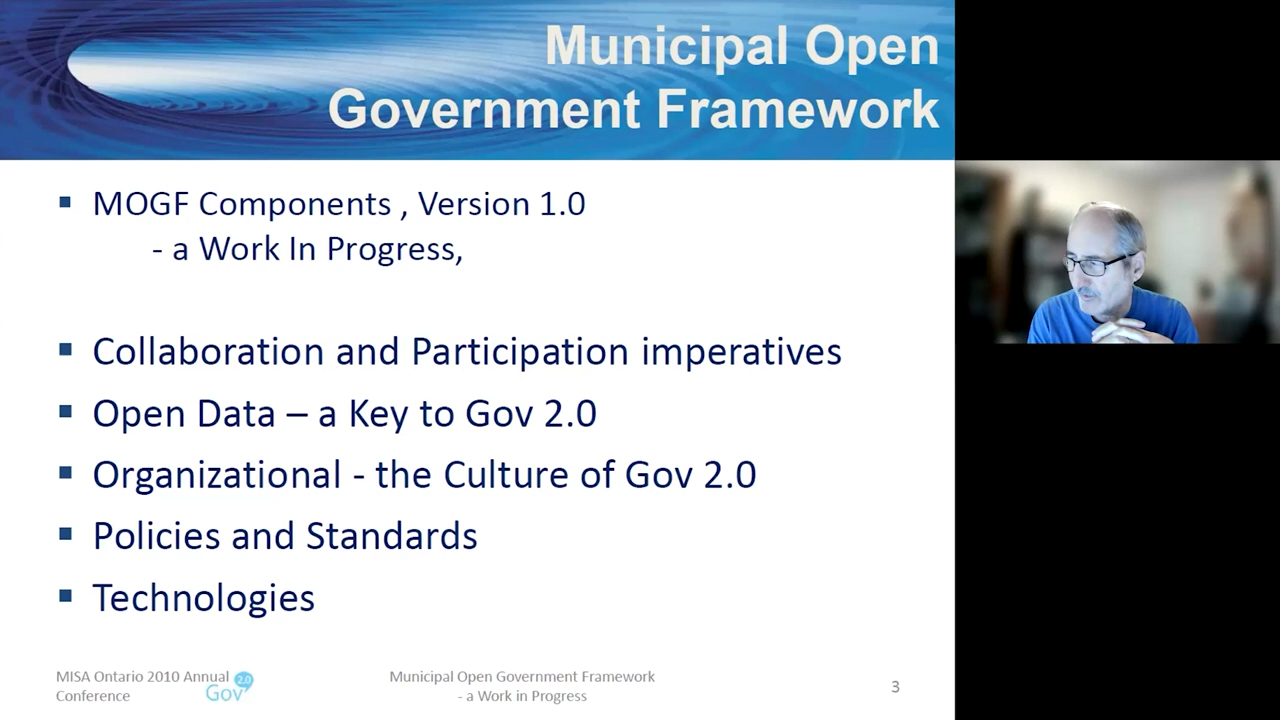 Municipal Open
Government Framework
▪ MOGF Components , Version 1.0
- a Work In Progress,
▪ Collaboration and Participation imperatives
▪ Open Data – a Key to Gov 2.0
▪ Organizational - the Culture of Gov 2.0
▪ Policies and Standards
▪ Technologies
MISA Ontario 2010 Annual
Conference
Gov 2.0
Municipal Open Government Framework
- a Work in Progress
3